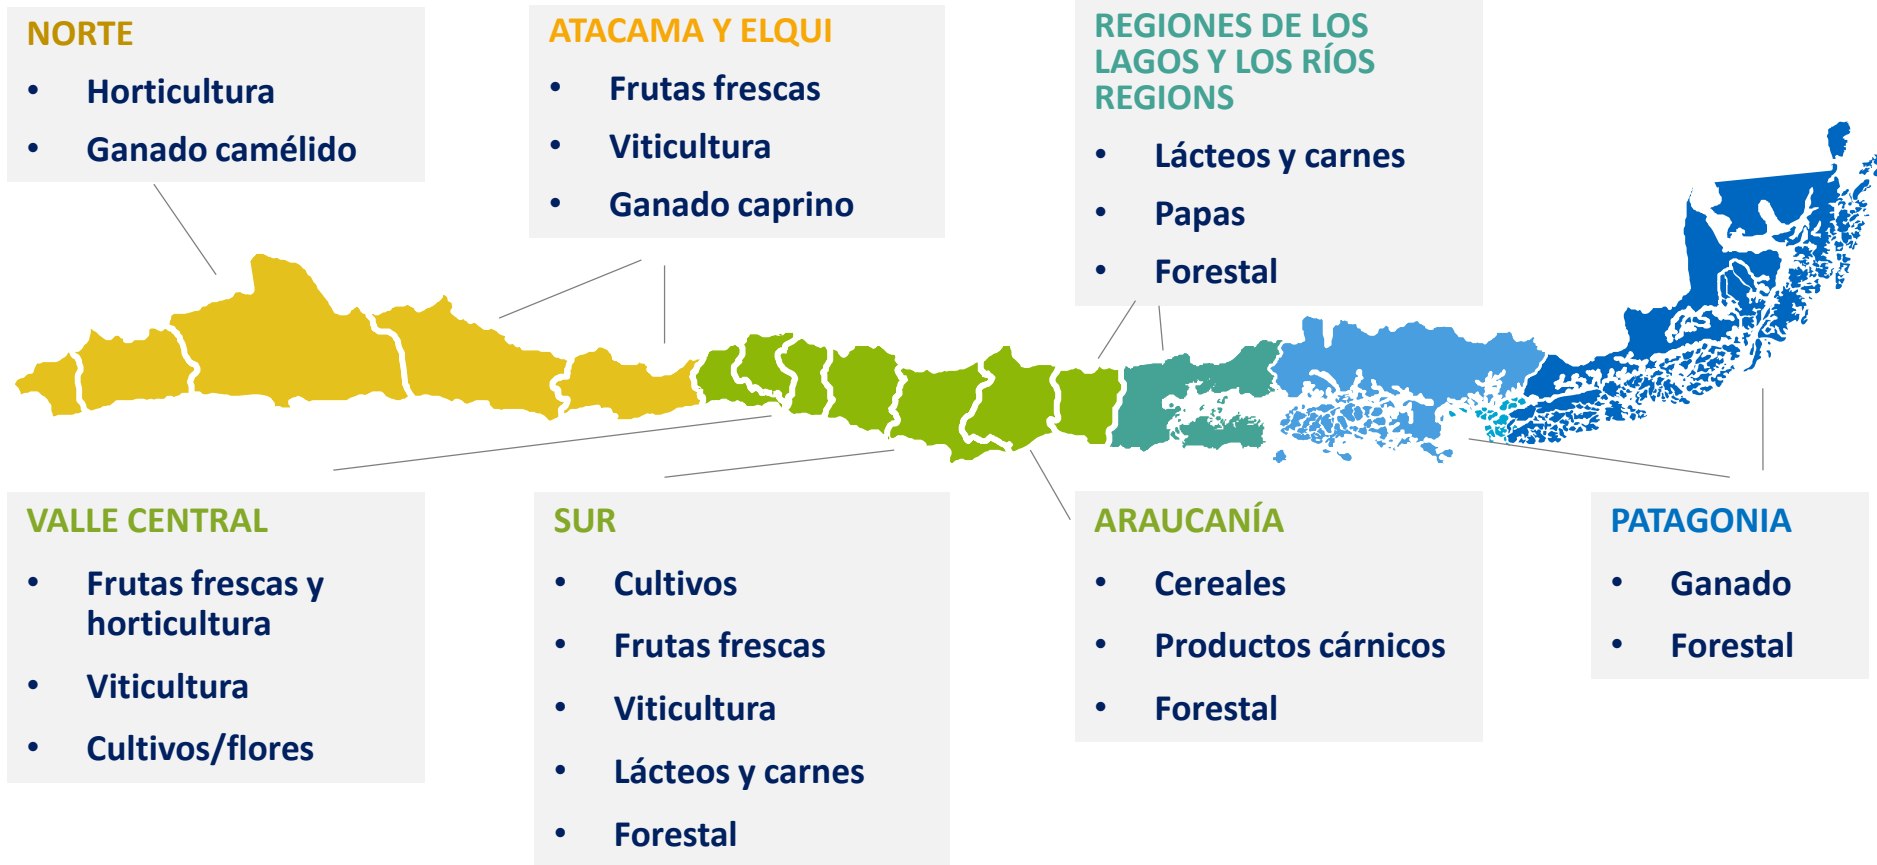 NORTE
• Horticultura
• Ganado camélido
ATACAMA Y ELQUI
• Frutas frescas
• Viticultura
• Ganado caprino
REGIONES DE LOS
LAGOS Y LOS RÍOS
REGIONS
• Lácteos y carnes
• Papas
• Forestal
VALLE CENTRAL
• Frutas frescas y
horticultura
• Viticultura
• Cultivos/flores
SUR
• Cultivos
• Frutas frescas
• Viticultura
• Lácteos y carnes
• Forestal
ARAUCANÍA
• Cereales
• Productos cárnicos
• Forestal
PATAGONIA
• Ganado
• Forestal